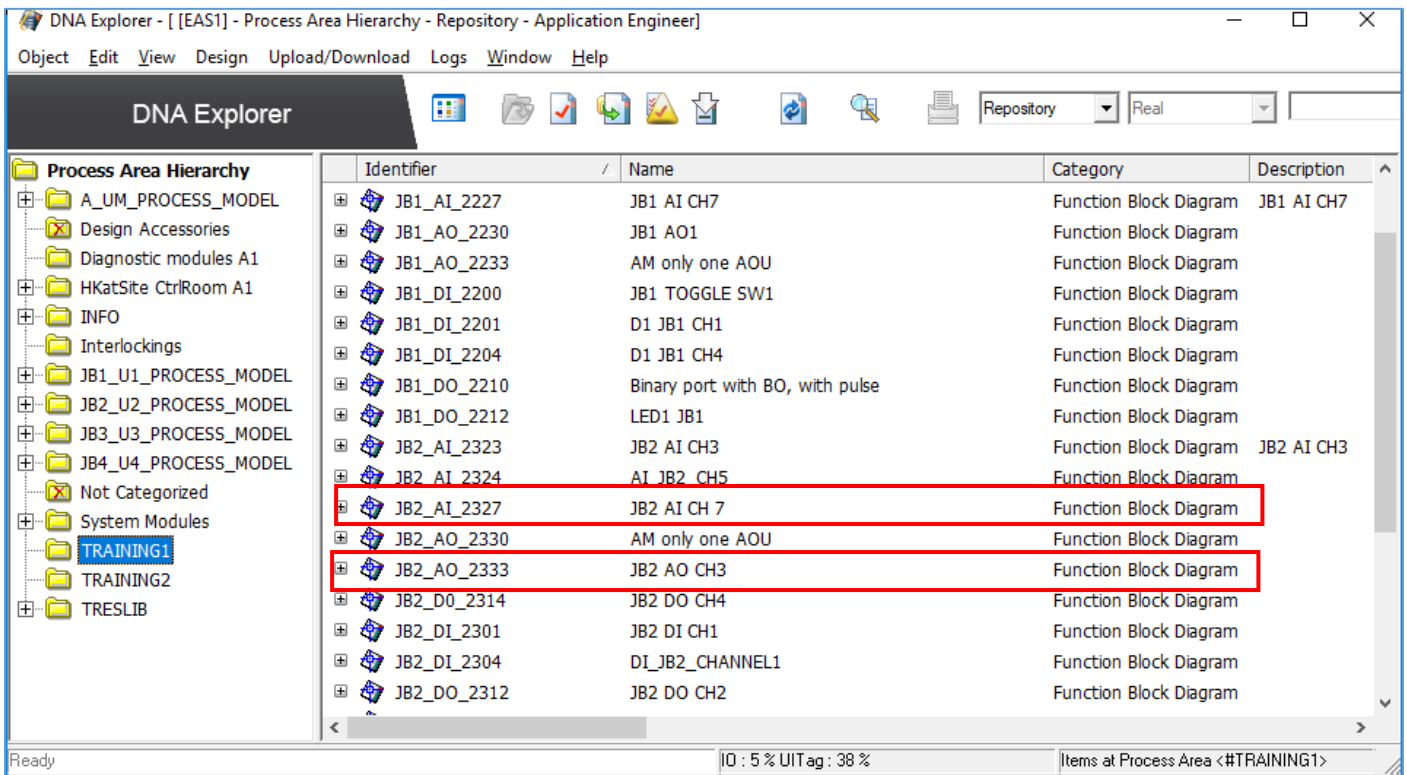 DNA Explorer - [ [EAS1] - Process Area Hierarchy - Repository - Application Engineer]
Object Edit View Design Upload/Download Logs Window Help
DNA Explorer
Repository
Real
Process Area Hierarchy
A_UM_PROCESS_MODEL
Design Accessories
Diagnostic modules A1
HKatSite CtrlRoom A1
INFO
Interlockings
JB1_U1_PROCESS_MODEL
JB2_U2_PROCESS_MODEL
JB3_U3_PROCESS_MODEL
JB4_U4_PROCESS_MODEL
Not Categorized
System Modules
TRAINING1
TRAINING2
TRESLIB
Identifier Name Category Description
JB1_AI_2227 JB1 AI CH7 Function Block Diagram JB1 AI CH7
JB1_AO_2230 JB1 AO1 Function Block Diagram
JB1_AO_2233 AM only one AOU Function Block Diagram
JB1_DI_2200 JB1 TOGGLE SW1 Function Block Diagram
JB1_DI_2201 D1 JB1 CH1 Function Block Diagram
JB1_DI_2204 D1 JB1 CH4 Function Block Diagram
JB1_DO_2210 Binary port with BO, with pulse Function Block Diagram
JB1_DO_2212 LED1 JB1 Function Block Diagram
JB2_AI_2323 JB2 AI CH3 Function Block Diagram JB2 AI CH3
JB2_AI_2324 AI_JB2_CH5 Function Block Diagram
JB2_AI_2327 JB2 AI CH 7 Function Block Diagram
JB2_AO_2330 AM only one AOU Function Block Diagram
JB2_AO_2333 JB2 AO CH3 Function Block Diagram
JB2_D0_2314 JB2 DO CH4 Function Block Diagram
JB2_DI_2301 JB2 DI CH1 Function Block Diagram
JB2_DI_2304 DI_JB2_CHANNEL1 Function Block Diagram
JB2_DO_2312 JB2 DO CH2 Function Block Diagram
Ready
IO : 5 % UITag : 38 %
Items at Process Area <#TRAINING1>